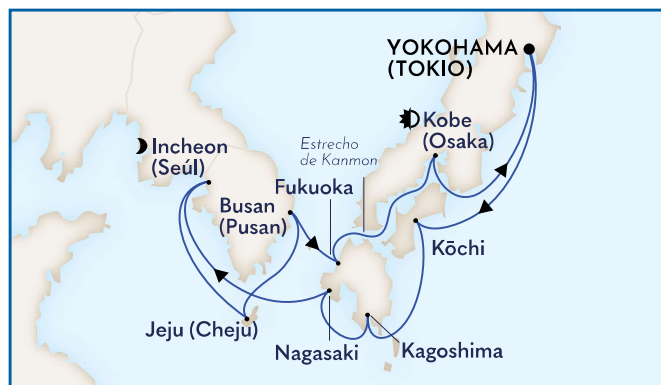 YOKOHAMA
(TOKIO)
Kobe
(Osaka)
Estrecho
de Kanmon
Incheon
(Seúl)
Fukuoka
Busan
(Pusan)
Kōchi
Jeju (Cheju)
Nagasaki
Kagoshima